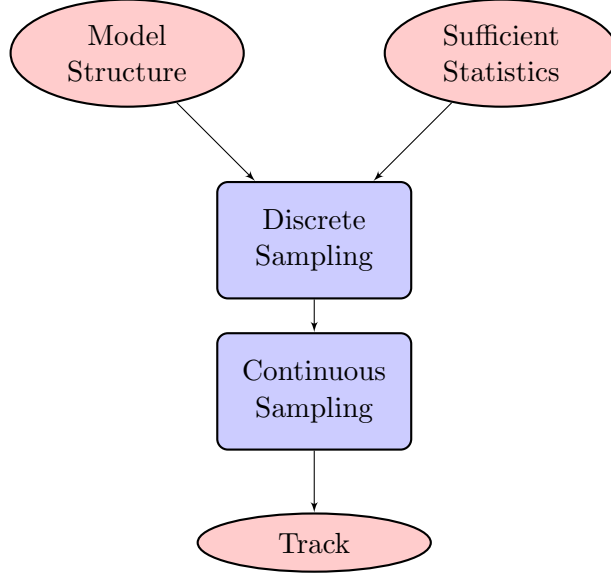 Model
Structure
Sufficient
Statistics
Discrete
Sampling
Continuous
Sampling
Track